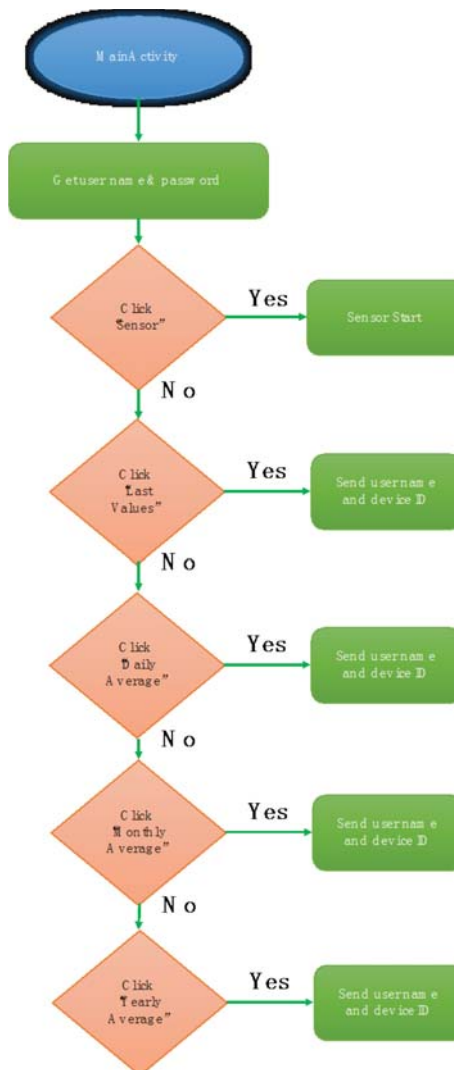 MainActivity
Get username & password
Click
"Sensor"
Yes
Sensor Start
No
Click
"Last
Values"
Yes
Send username
and device ID
No
Click
"Daily
Average"
Yes
Send username
and device ID
No
Click
"Monthly
Average"
Yes
Send username
and device ID
No
Click
"Yearly
Average"
Yes
Send username
and device ID